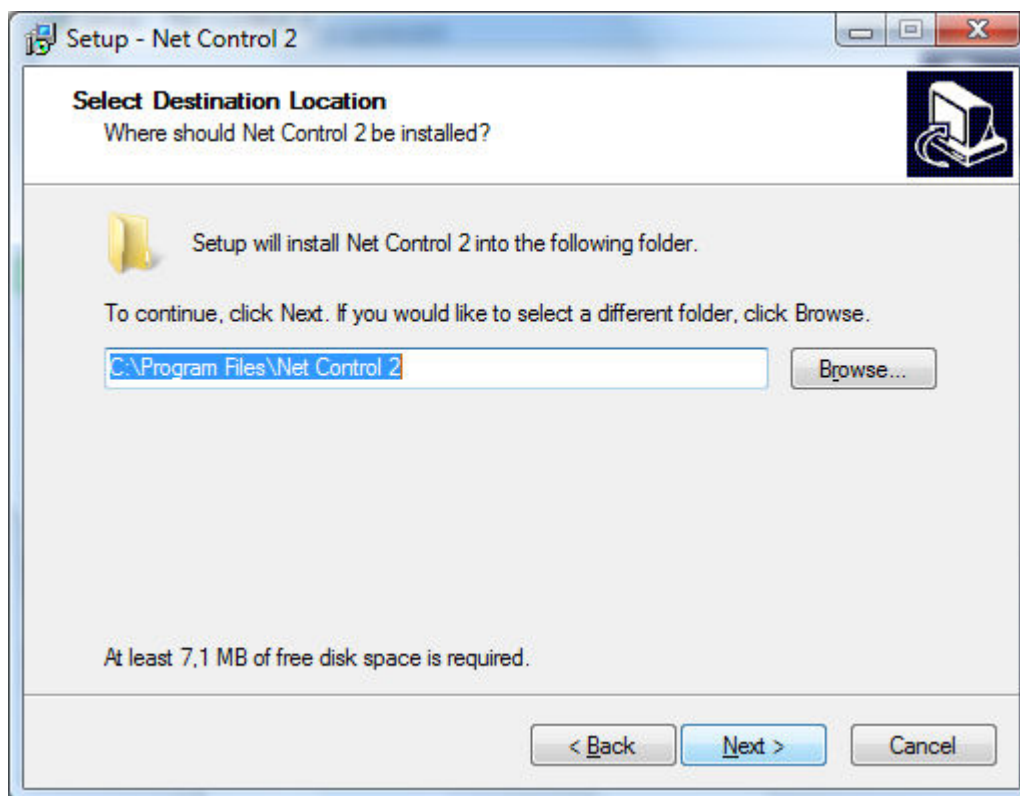 Setup - Net Control 2
Select Destination Location
Where should Net Control 2 be installed?
Setup will install Net Control 2 into the following folder.
To continue, click Next. If you would like to select a different folder, click Browse.
C:\Program Files\Net Control 2
Browse...
At least 7,1 MB of free disk space is required.
< Back
Next >
Cancel